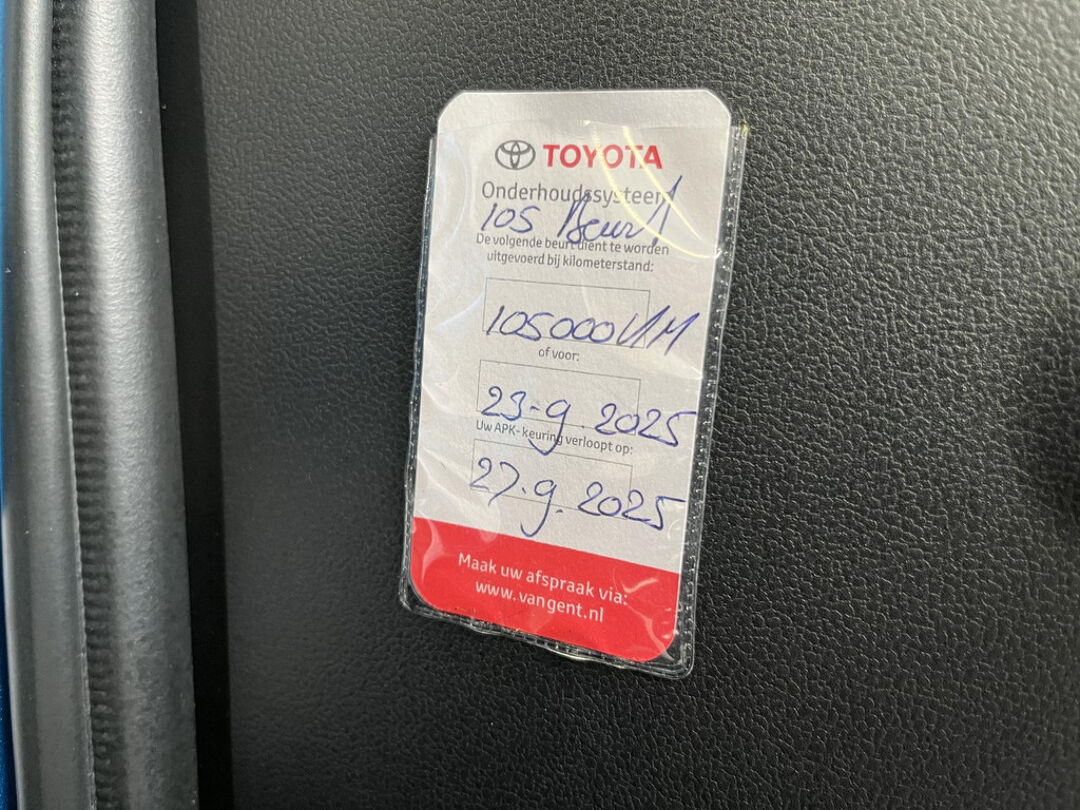 TOYOTA
Onderhoudssysteem
105 Beurt
De volgende beurt dient te worden
uitgevoerd bij kilometerstand:
105000 KM
of voor:
23-9.2025
Uw APK-keuring verloopt op:
27.9.2025
Maak uw afspraak via:
www.vangent.nl